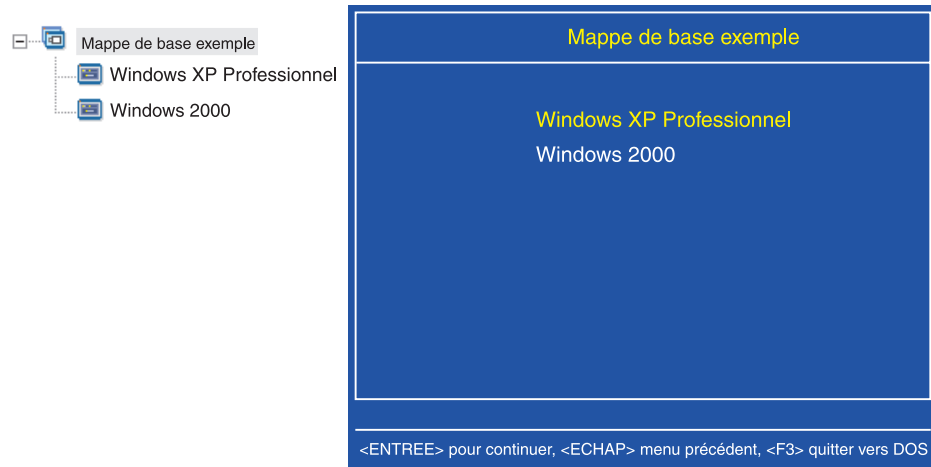 Mappe de base exemple
Windows XP Professionnel
Windows 2000
Mappe de base exemple
Windows XP Professionnel
Windows 2000
<ENTREE> pour continuer, <ECHAP> menu précédent, <F3> quitter vers DOS